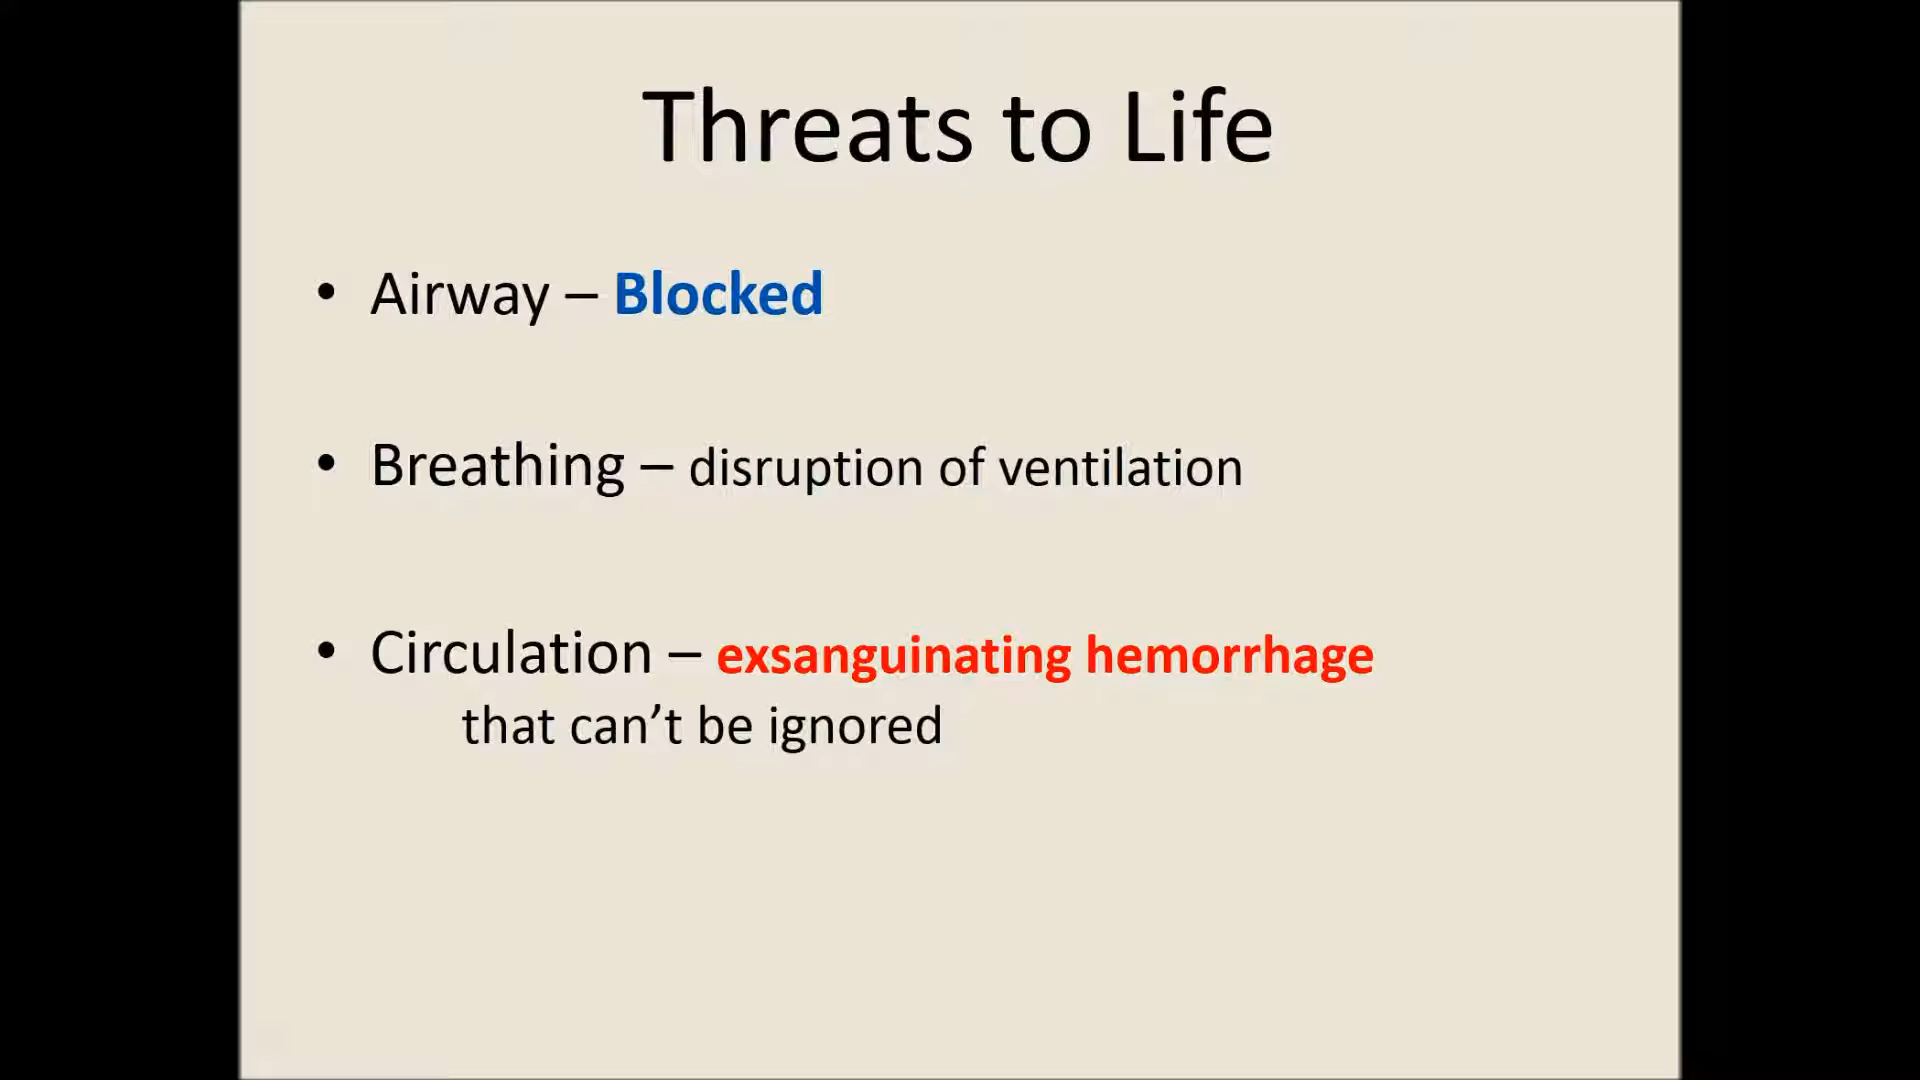 Threats to Life
• Airway – Blocked
• Breathing – disruption of ventilation
• Circulation – exsanguinating hemorrhage
that can’t be ignored